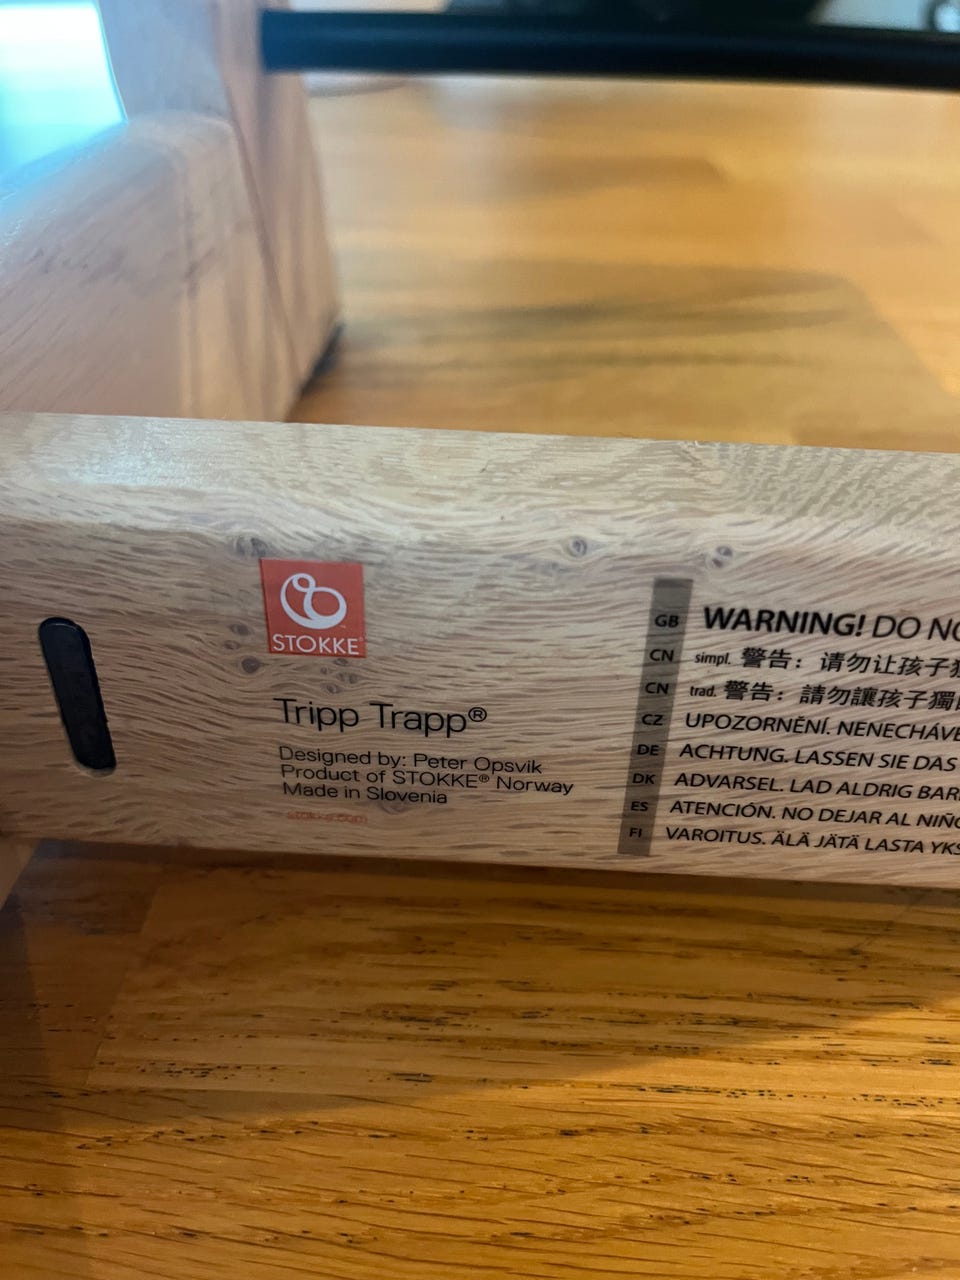 STOKKE
Tripp Trapp®
Designed by: Peter Opsvik
Product of STOKKE® Norway
Made in Slovenia
stokke.com
GB WARNING! DO
CN simpl. 警告：请勿让孩子
CN trad. 警告：請勿讓孩子獨
CZ UPOZORNĚNÍ. NENECHÁVE
DE ACHTUNG. LASSEN SIE DAS
DK ADVARSEL. LAD ALDRIG
ES ATENCIÓN. NO DEJAR AL
FI VAROITUS. ÄLÄ JÄTÄ LASTA